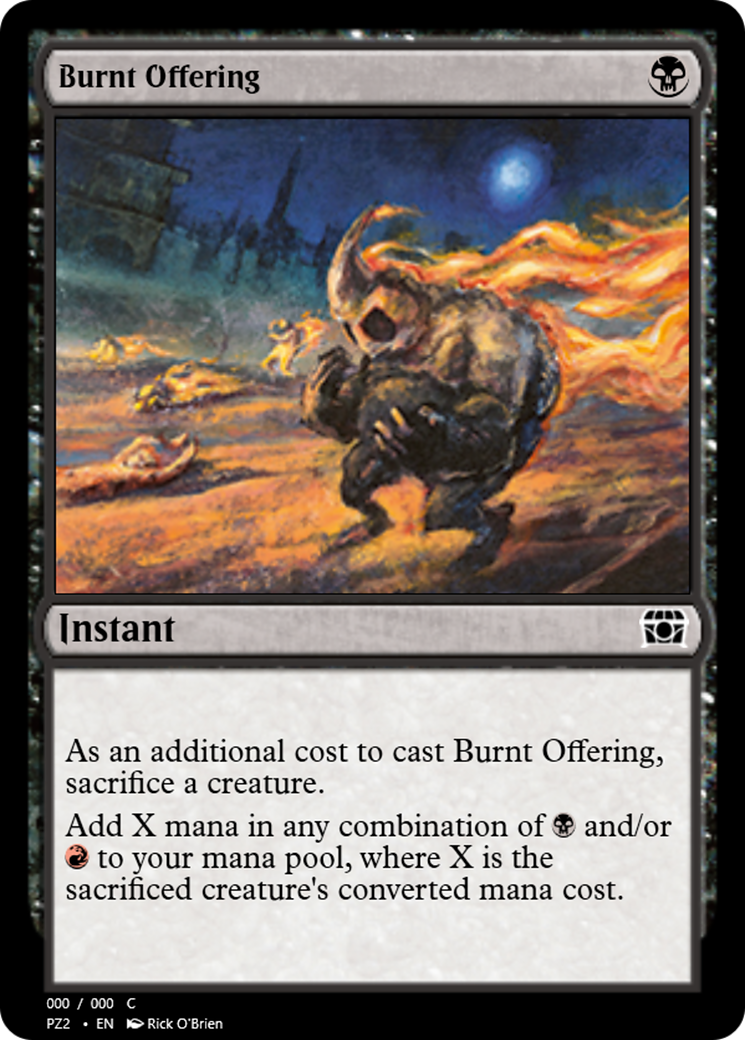 Burnt Offering
Instant
As an additional cost to cast Burnt Offering,
sacrifice a creature.
Add X mana in any combination of and/or
to your mana pool, where X is the
sacrificed creature's converted mana cost.
000 / 000 C
PZ2 • EN Rick O'Brien